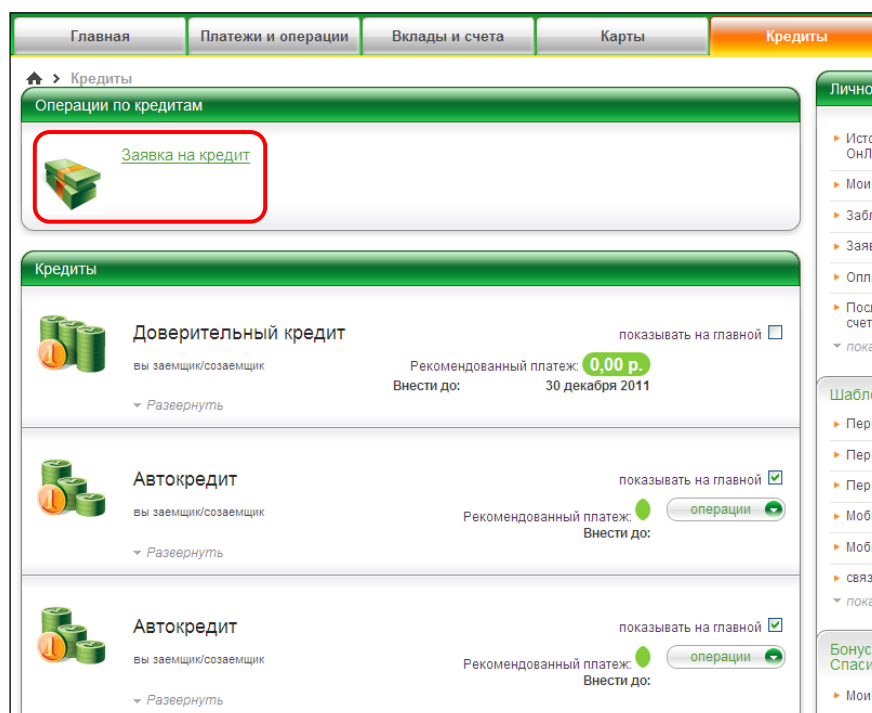 Главная Платежи и операции Вклады и счета Карты Кредиты
Кредиты
Операции по кредитам
Заявка на кредит
Кредиты
Доверительный кредит
показывать на главной
вы заемщик/созаемщик
Рекомендованный платеж: 0,00 р.
Внести до: 30 декабря 2011
Развернуть
Автокредит
показывать на главной
вы заемщик/созаемщик
Рекомендованный платеж:
операции
Внести до:
Развернуть
Автокредит
показывать на главной
вы заемщик/созаемщик
Рекомендованный платеж:
операции
Внести до:
Развернуть
Мои
Мои